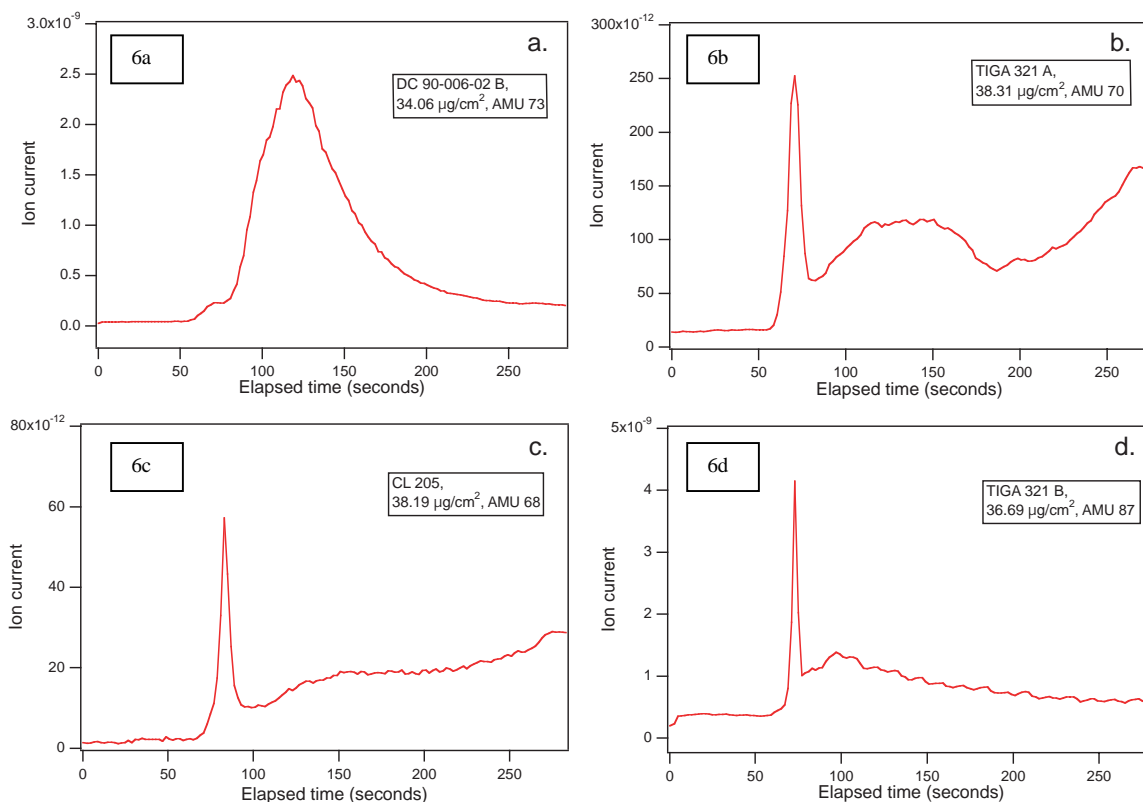 3.0x10-9
6a
a.
DC 90-006-02 B,
34.06 µg/cm2, AMU 73
2.5
2.0
1.5
1.0
0.5
0.0
Ion current
0 50 100 150 200 250
Elapsed time (seconds)
300x10-12
6b
b.
TIGA 321 A,
38.31 µg/cm2, AMU 70
250
200
150
100
50
0
Ion current
0 50 100 150 200 250
Elapsed time (seconds)
80x10-12
6c
c.
CL 205,
38.19 µg/cm2, AMU 68
60
40
20
0
Ion current
0 50 100 150 200 250
Elapsed time (seconds)
5x10-9
6d
d.
TIGA 321 B,
36.69 µg/cm2, AMU 87
4
3
2
1
0
Ion current
0 50 100 150 200 250
Elapsed time (seconds)